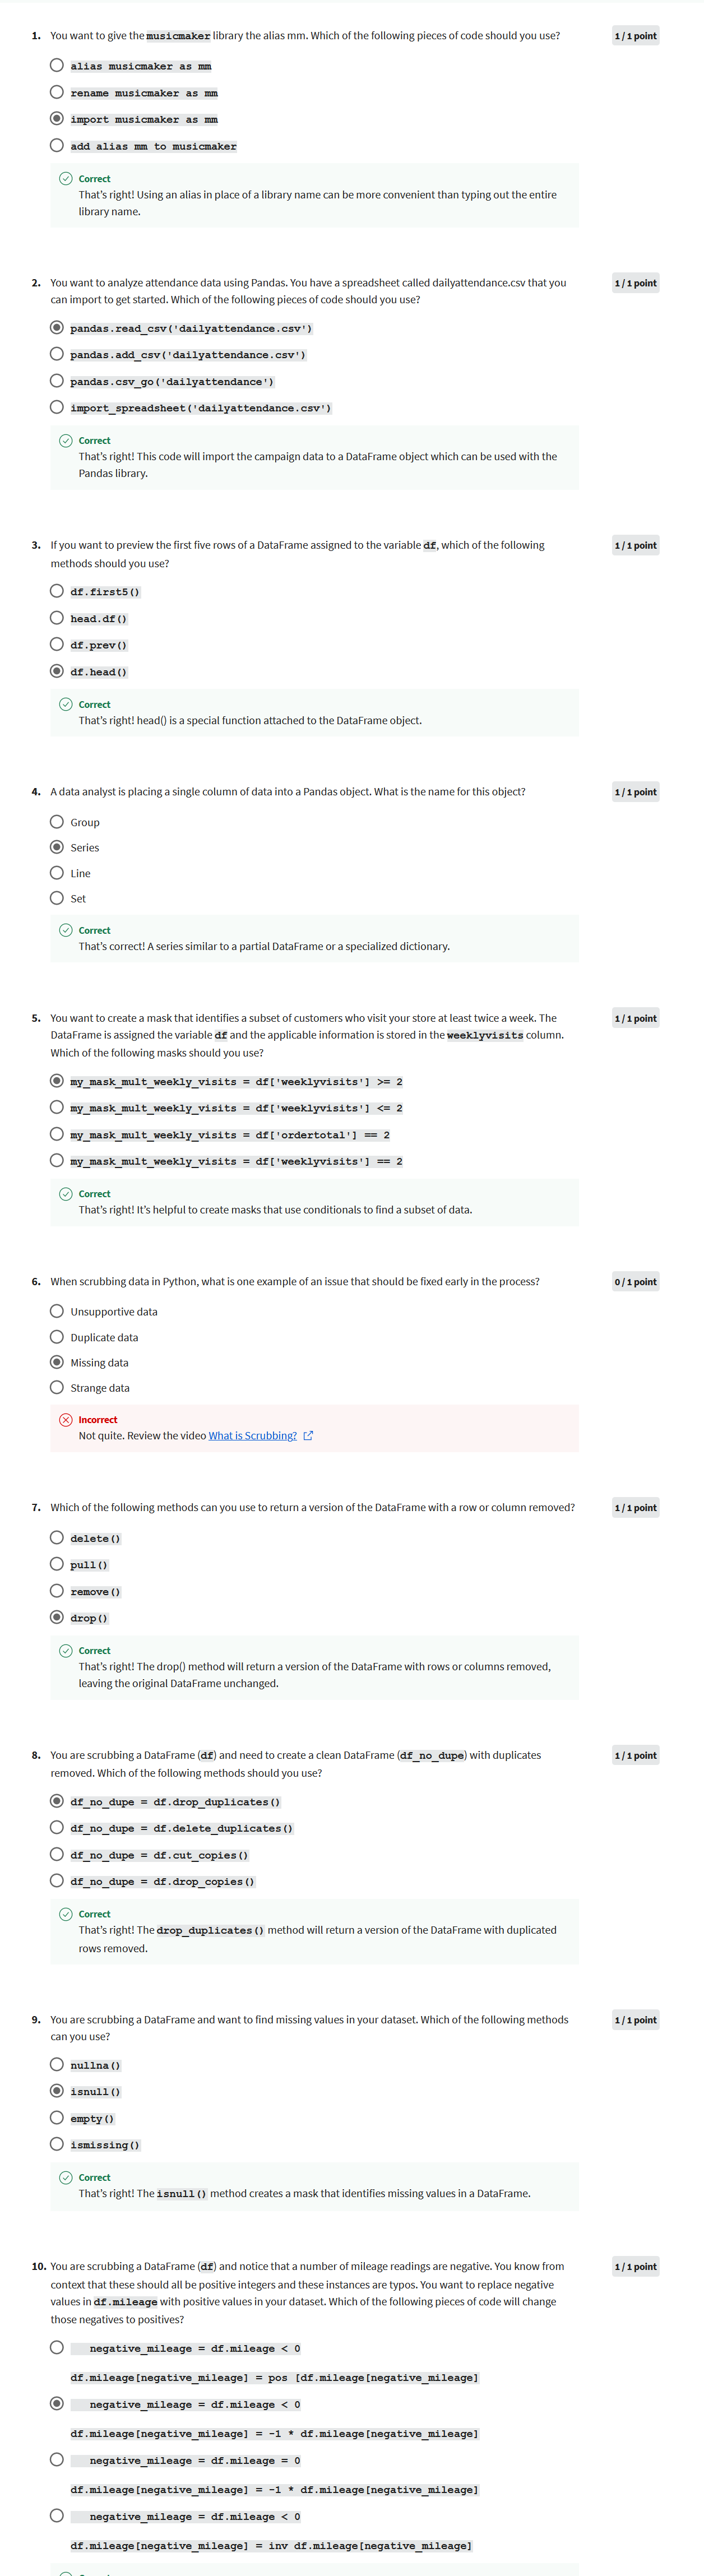 1. You want to give the musicmaker library the alias mm. Which of the following pieces of code should you use?
1 / 1 point
alias musicmaker as mm
rename musicmaker as mm
import musicmaker as mm
add alias mm to musicmaker
Correct
That's right! Using an alias in place of a library name can be more convenient than typing out the entire
library name.
2. You want to analyze attendance data using Pandas. You have a spreadsheet called dailyattendance.csv that you
1 / 1 point
can import to get started. Which of the following pieces of code should you use?
pandas.read_csv('dailyattendance.csv')
pandas.add_csv('dailyattendance.csv')
pandas.csv_go('dailyattendance')
import_spreadsheet('dailyattendance.csv')
Correct
That's right! This code will import the campaign data to a DataFrame object which can be used with the
Pandas library.
3. If you want to preview the first five rows of a DataFrame assigned to the variable df, which of the following
1 / 1 point
methods should you use?
df.first5()
head.df()
df.prev()
df.head()
Correct
That's right! head() is a special function attached to the DataFrame object.
4. A data analyst is placing a single column of data into a Pandas object. What is the name for this object?
1 / 1 point
Group
Series
Line
Set
Correct
That's correct! A series similar to a partial DataFrame or a specialized dictionary.
5. You want to create a mask that identifies a subset of customers who visit your store at least twice a week. The
1 / 1 point
DataFrame is assigned the variable df and the applicable information is stored in the weeklyvisits column.
Which of the following masks should you use?
my_mask_mult_weekly_visits = df['weeklyvisits'] >= 2
my_mask_mult_weekly_visits = df['weeklyvisits'] <= 2
my_mask_mult_weekly_visits = df['ordertotal'] == 2
my_mask_mult_weekly_visits = df['weeklyvisits'] == 2
Correct
That's right! It's helpful to create masks that use conditionals to find a subset of data.
6. When scrubbing data in Python, what is one example of an issue that should be fixed early in the process?
0 / 1 point
Unsupportive data
Duplicate data
Missing data
Strange data
Incorrect
Not quite. Review the video What is Scrubbing?
7. Which of the following methods can you use to return a version of the DataFrame with a row or column removed?
1 / 1 point
delete()
pull()
remove()
drop()
Correct
That's right! The drop() method will return a version of the DataFrame with rows or columns removed,
leaving the original DataFrame unchanged.
8. You are scrubbing a DataFrame (df) and need to create a clean DataFrame (df_no_dupe) with duplicates
1 / 1 point
removed. Which of the following methods should you use?
df_no_dupe = df.drop_duplicates()
df_no_dupe = df.delete_duplicates()
df_no_dupe = df.cut_copies()
df_no_dupe = df.drop_copies()
Correct
That's right! The drop_duplicates() method will return a version of the DataFrame with duplicated
rows removed.
9. You are scrubbing a DataFrame and want to find missing values in your dataset. Which of the following methods
1 / 1 point
can you use?
nullna()
isnull()
empty()
ismissing()
Correct
That's right! The isnull() method creates a mask that identifies missing values in a DataFrame.
10. You are scrubbing a DataFrame (df) and notice that a number of mileage readings are negative. You know from
1 / 1 point
context that these should all be positive integers and these instances are typos. You want to replace negative
values in df.mileage with positive values in your dataset. Which of the following pieces of code will change
those negatives to positives?
negative_mileage = df.mileage < 0
df.mileage[negative_mileage] = pos [df.mileage[negative_mileage]
negative_mileage = df.mileage < 0
df.mileage[negative_mileage] = -1 * df.mileage[negative_mileage]
negative_mileage = df.mileage = 0
df.mileage[negative_mileage] = -1 * df.mileage[negative_mileage]
negative_mileage = df.mileage < 0
df.mileage[negative_mileage] = inv df.mileage[negative_mileage]